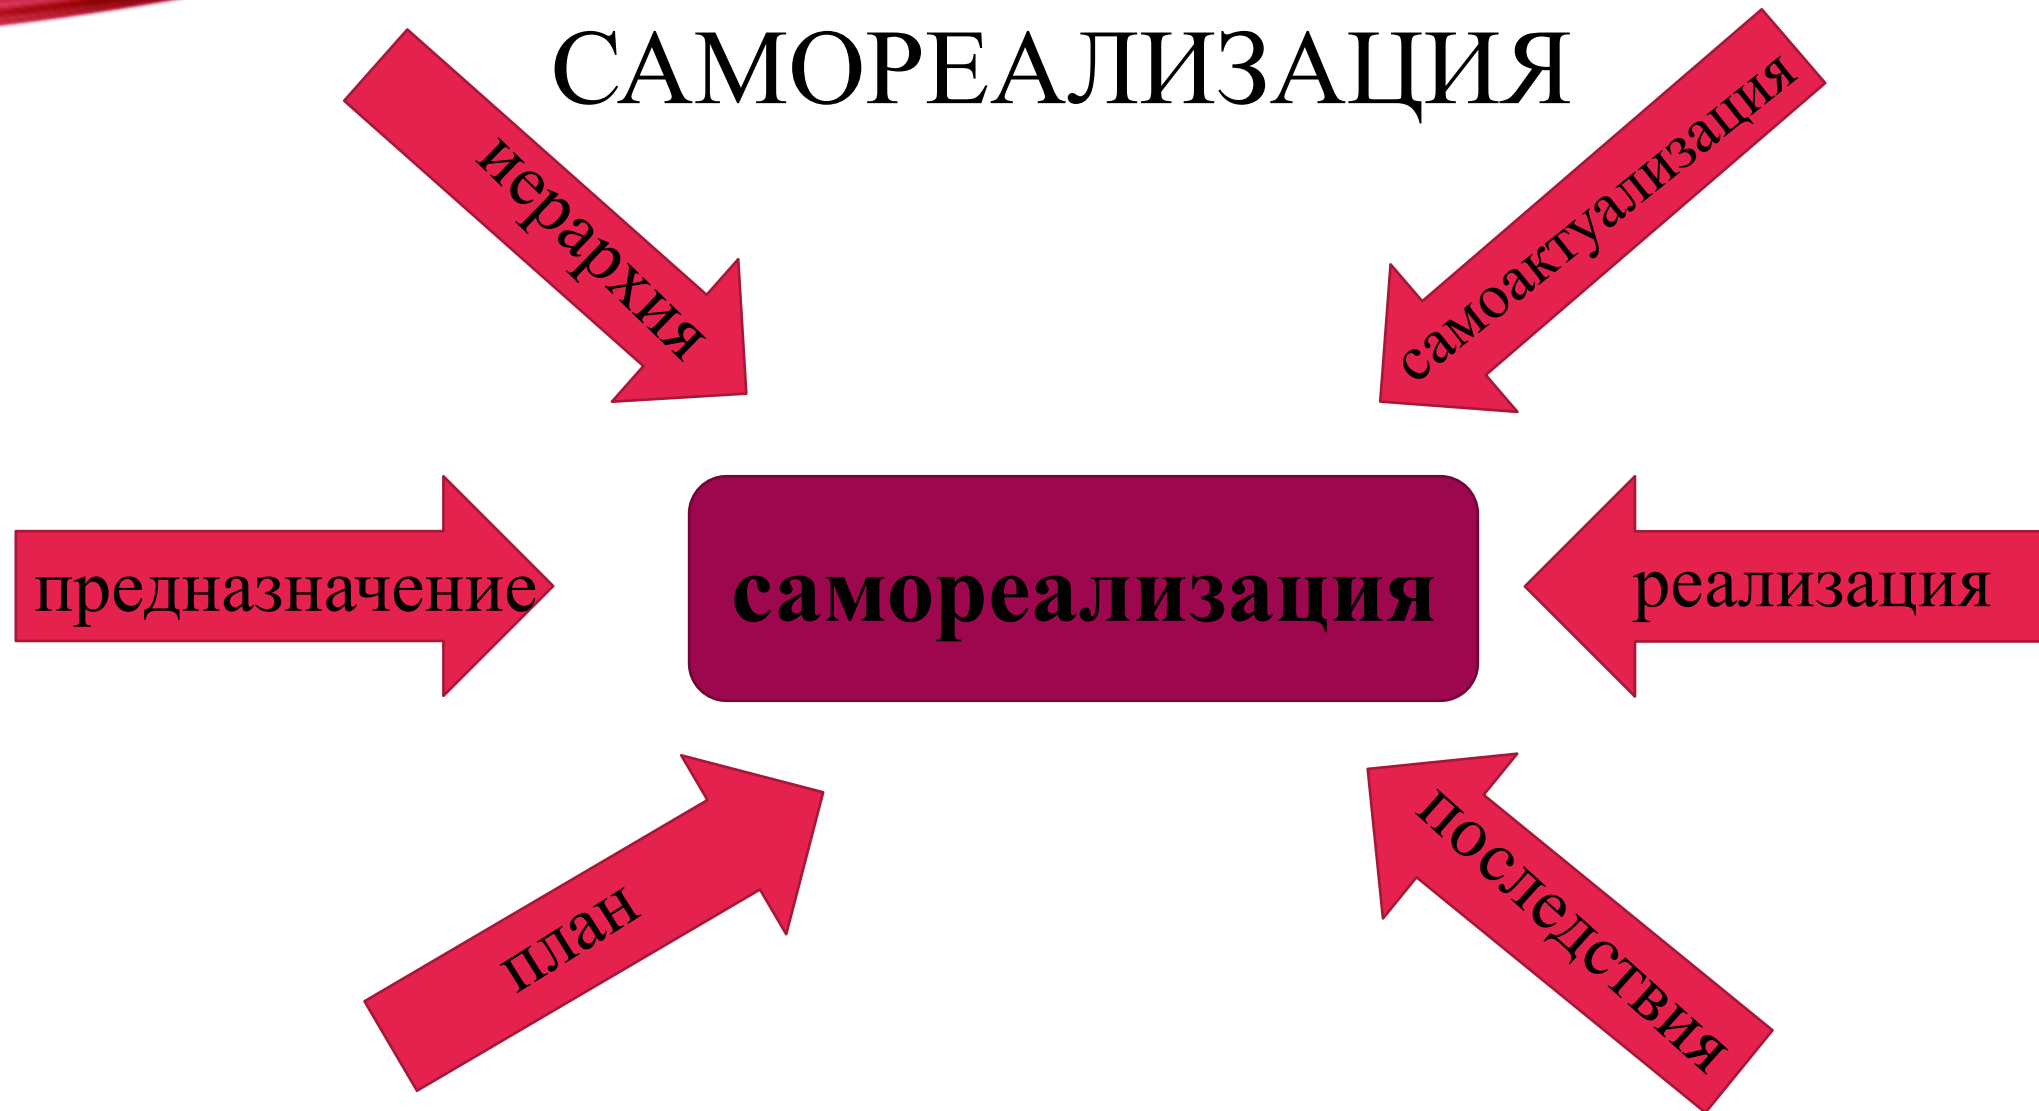 САМОРЕАЛИЗАЦИЯ
иерархия
самоактуализация
предназначение
самореализация
реализация
план
последствия